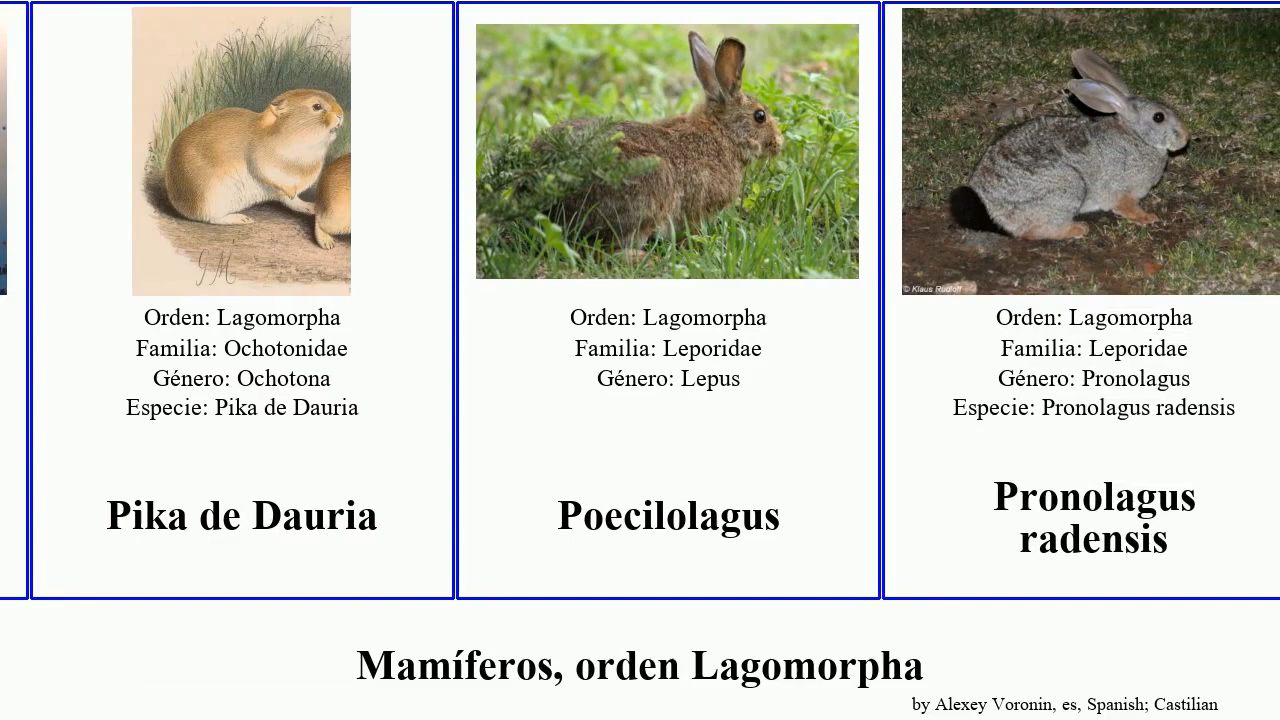 Orden: Lagomorpha
Familia: Ochotonidae
Género: Ochotona
Especie: Pika de Dauria
Pika de Dauria
Orden: Lagomorpha
Familia: Leporidae
Género: Lepus
Poecilolagus
© Klaus Rudloff
Orden: Lagomorpha
Familia: Leporidae
Género: Pronolagus
Especie: Pronolagus radensis
Pronolagus
radensis
Mamíferos, orden Lagomorpha
by Alexey Voronin, es, Spanish; Castilian